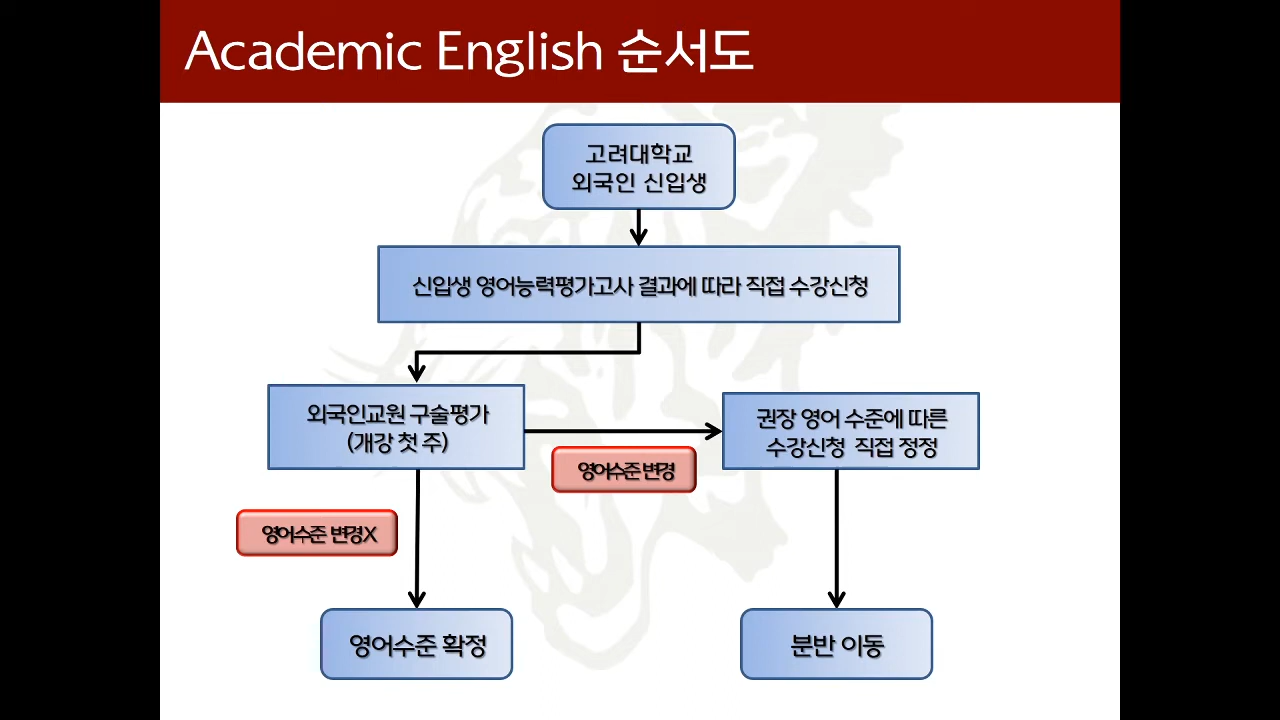 Academic English 순서도
고려대학교
외국인 신입생
신입생 영어능력평가고사 결과에 따라 직접 수강신청
외국인교원 구술평가
(개강 첫 주)
권장 영어 수준에 따른
수강신청 직접 정정
영어수준 변경
영어수준 변경X
영어수준 확정
분반 이동